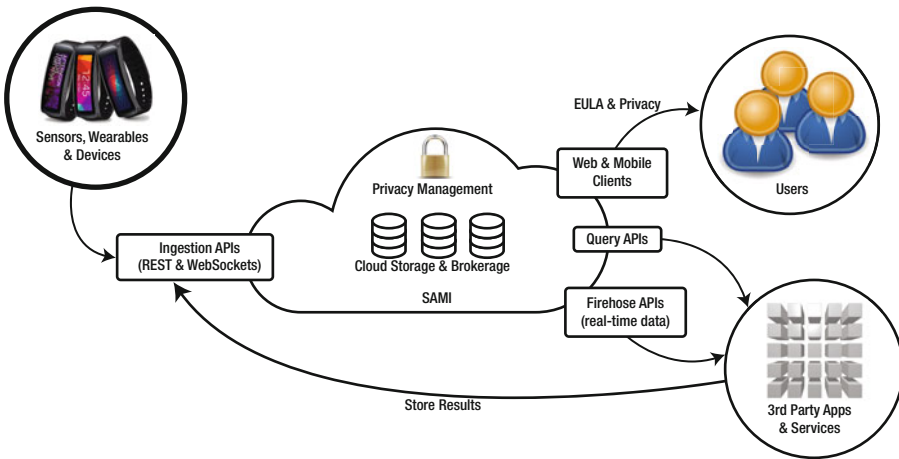 Sensors, Wearables
& Devices
EULA & Privacy
Users
Web & Mobile
Clients
Privacy Management
Ingestion APIs
(REST & WebSockets)
Query APIs
Cloud Storage & Brokerage
SAMI
Firehose APIs
(real-time data)
Store Results
3rd Party Apps
& Services